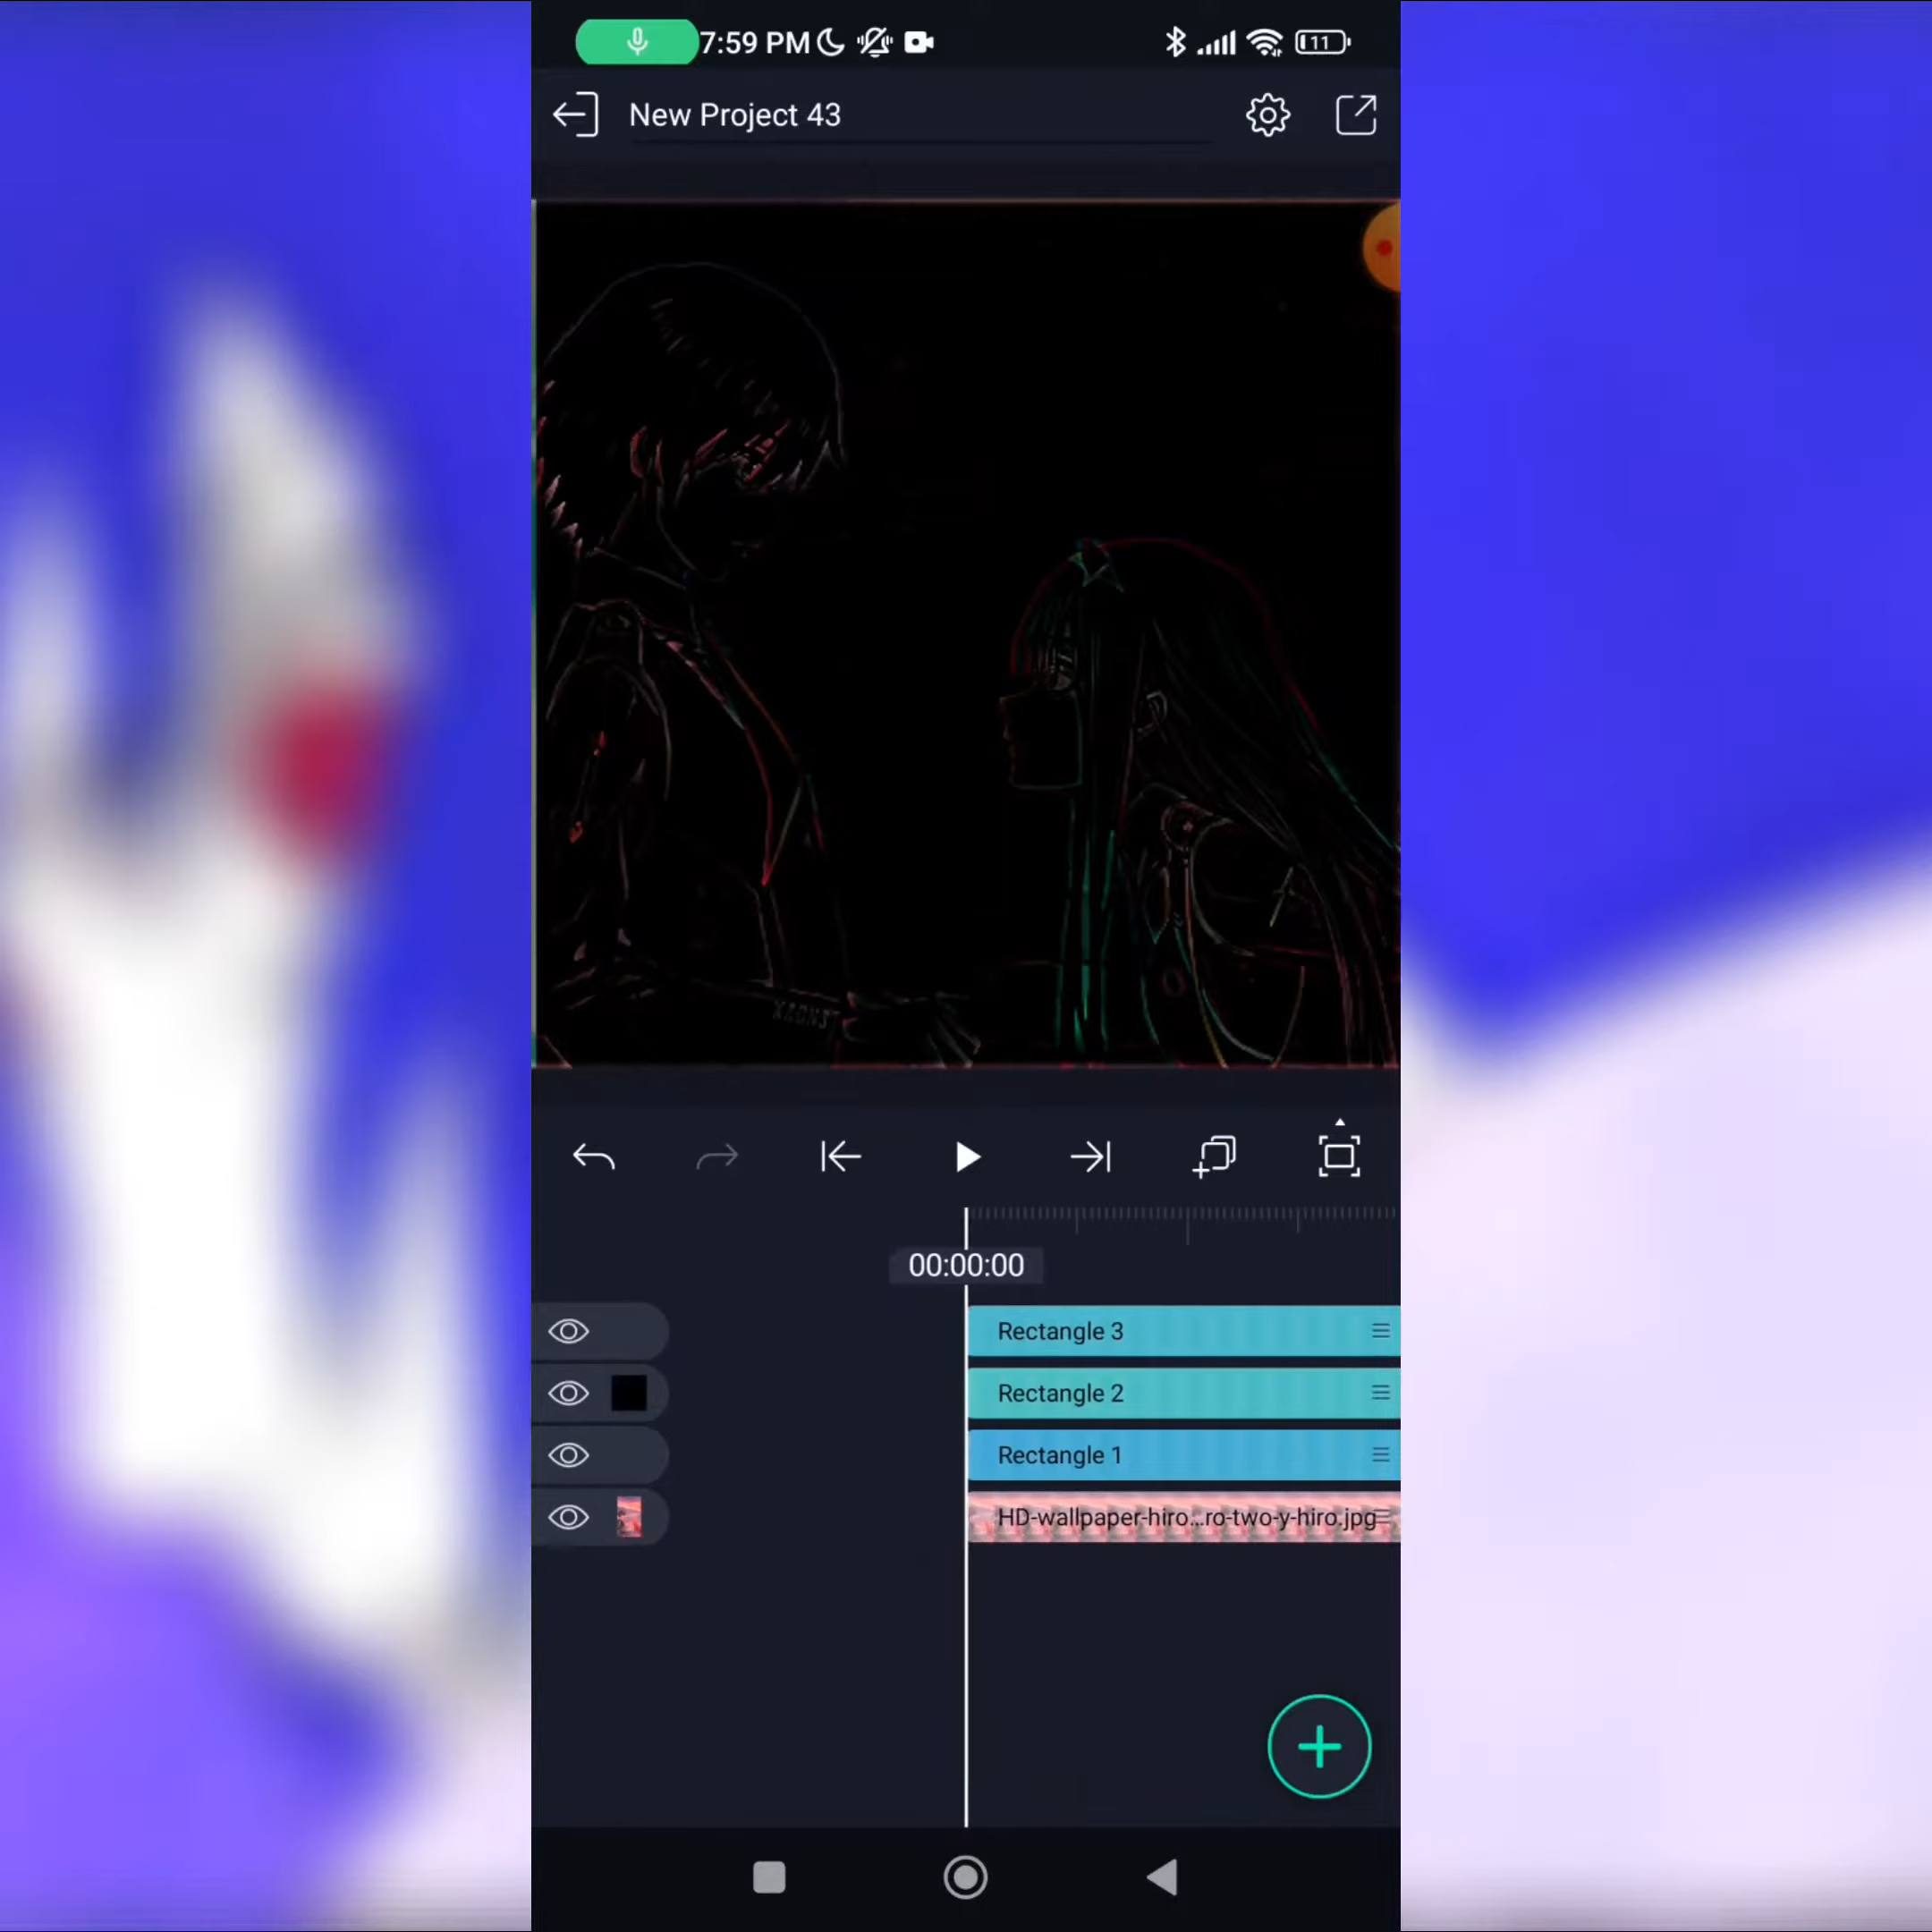 7:59 PM
11
New Project 43
00:00:00
Rectangle 3
Rectangle 2
Rectangle 1
HD-wallpaper-hiro...ro-two-y-hiro.jpg